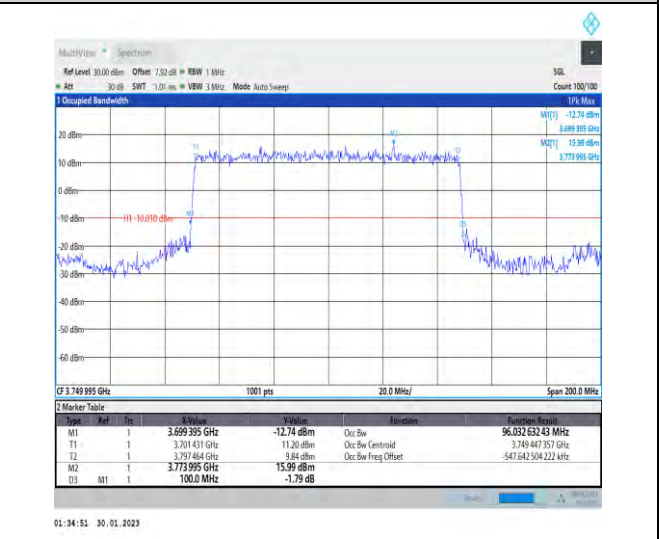 MultiView Spectrum
Ref Level 30.00 dBm Offset 7.92 dB RBW 1 MHz SGL
Att 30 dB SWT 1.01 ms VBW 3 MHz Mode Auto Sweep Count 100/100
1 Occupied Bandwidth 1Pk Max
M1[1] -12.74 dBm
3.699 395 GHz
M2[1] 15.99 dBm
3.773 995 GHz
20 dBm
10 dBm
0 dBm
-10 dBm
H1 -10.010 dBm
-20 dBm
-30 dBm
-40 dBm
-50 dBm
-60 dBm
T1
M2
T2
D3
CF 3.749 995 GHz 1001 pts 20.0 MHz/ Span 200.0 MHz
2 Marker Table
Type Ref Trc X-Value Y-Value Function Function Result
M1 1 3.699 395 GHz -12.74 dBm Occ Bw 96.032 632 43 MHz
T1 1 3.701 431 GHz 11.20 dBm Occ Bw Centroid 3.749 447 357 GHz
T2 1 3.797 464 GHz 9.84 dBm Occ Bw Freq Offset -547.642 504 222 kHz
M2 1 3.773 995 GHz 15.99 dBm
D3 M1 1 100.0 MHz -1.79 dB
01:34:51 30.01.2023